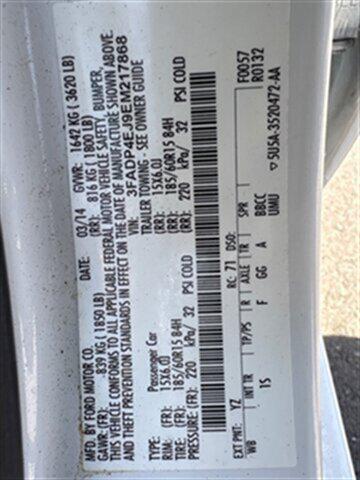 MFD BY FORD MOTOR CO.
DATE: 03/14 GVWR: 1642 KG ( 3620 LB)
GAWR: (FR): 839 KG (1850 LB) (RR): 816 KG (1800 LB)
THIS VEHICLE CONFORMS TO ALL APPLICABLE FEDERAL MOTOR VEHICLE SAFETY, BUMPER,
AND THEFT PREVENTIONS STANDARDS IN EFFECT ON THE DATE OF MANUFACTURE SHOWN ABOVE
VIN: 3FADP4EJ9EM217868
TYPE: Passenger Car TRAILER TOWING - SEE OWNER GUIDE
RIM: (FR): 15X6.0J (RR): 15X6.0J
TIRE: (FR): 185/60R15 84H (RR): 185/60R15 84H
PRESSURE: (FR): 220 kPa/ 32 PSI COLD (RR): 220 kPa/ 32 PSI COLD
EXT PNT: YZ RC: 71 DSO: F0057
WB INT TR TP/PS R AXLE TR SPR R0132
1S F GG A BBCC
UMU
5U5A-3520472-AA